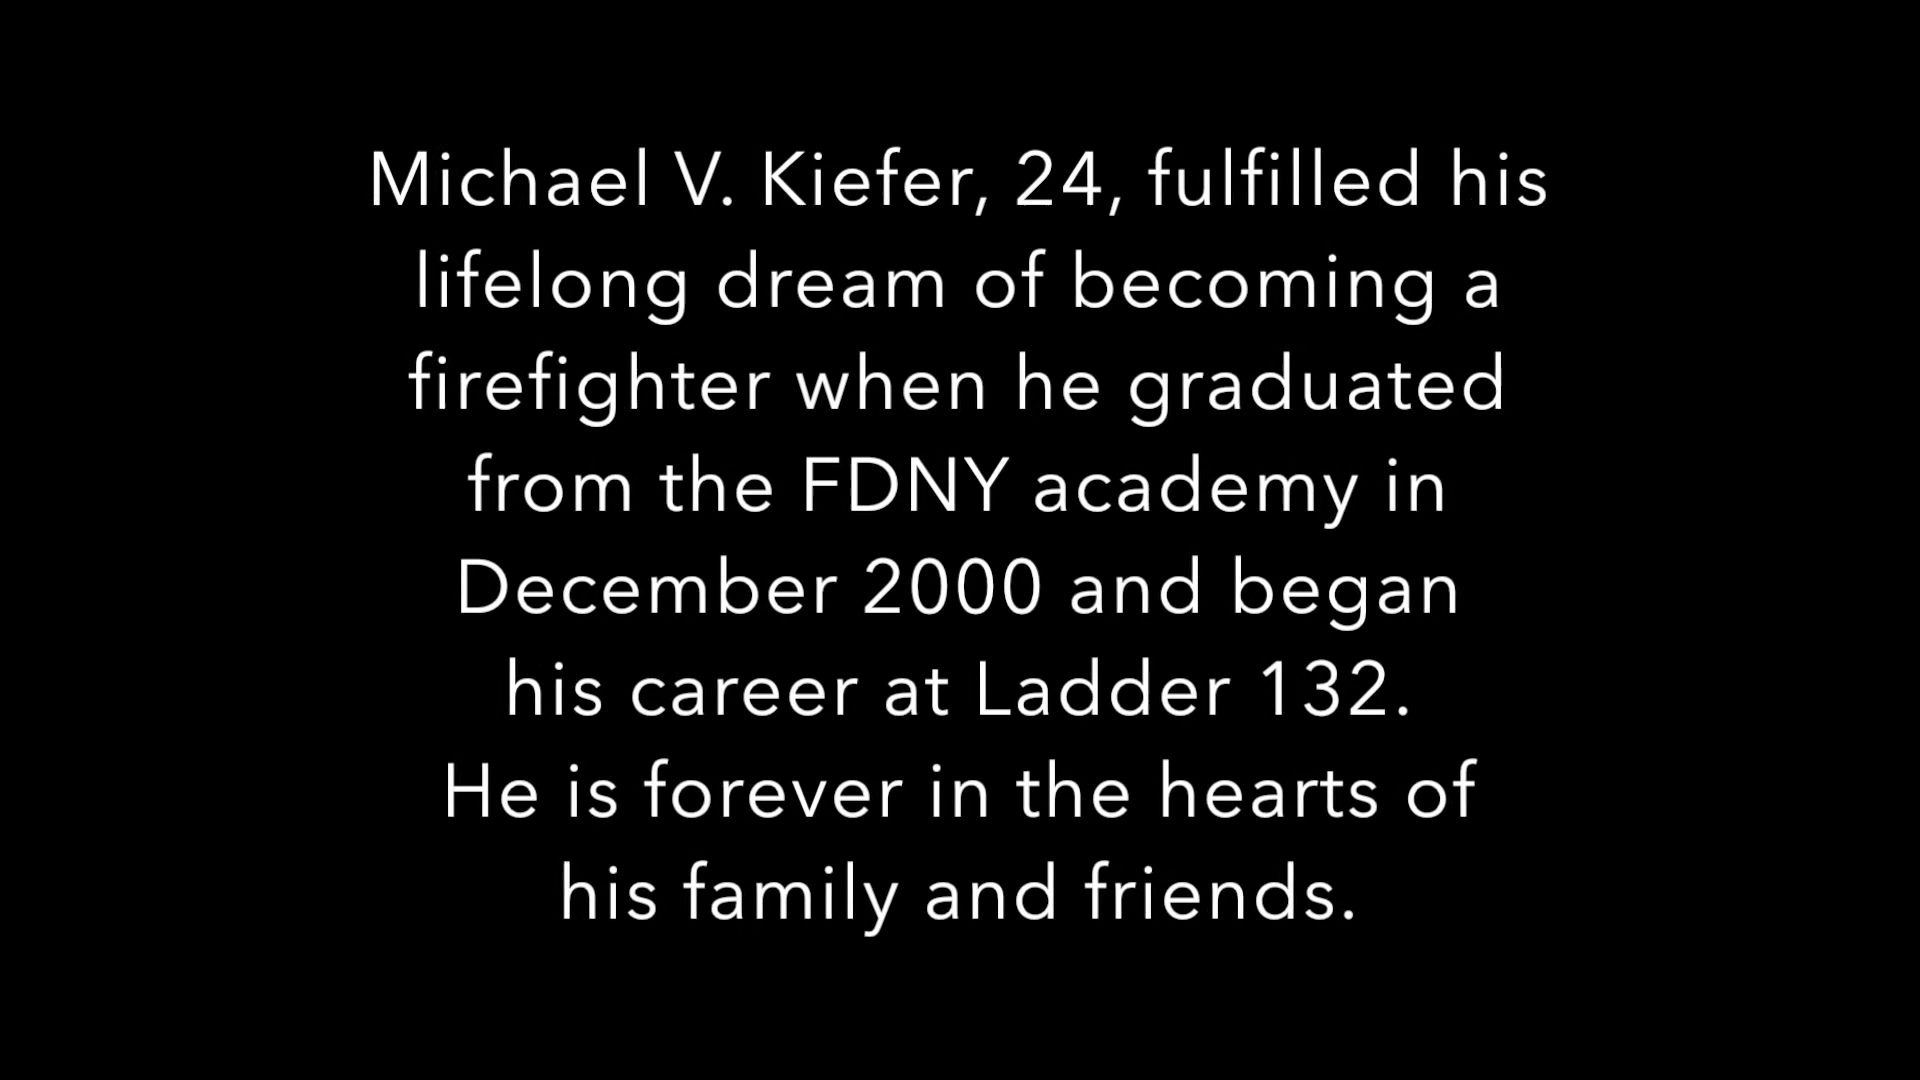 Michael V. Kiefer, 24, fulfilled his
lifelong dream of becoming a
firefighter when he graduated
from the FDNY academy in
December 2000 and began
his career at Ladder 132.
He is forever in the hearts of
his family and friends.